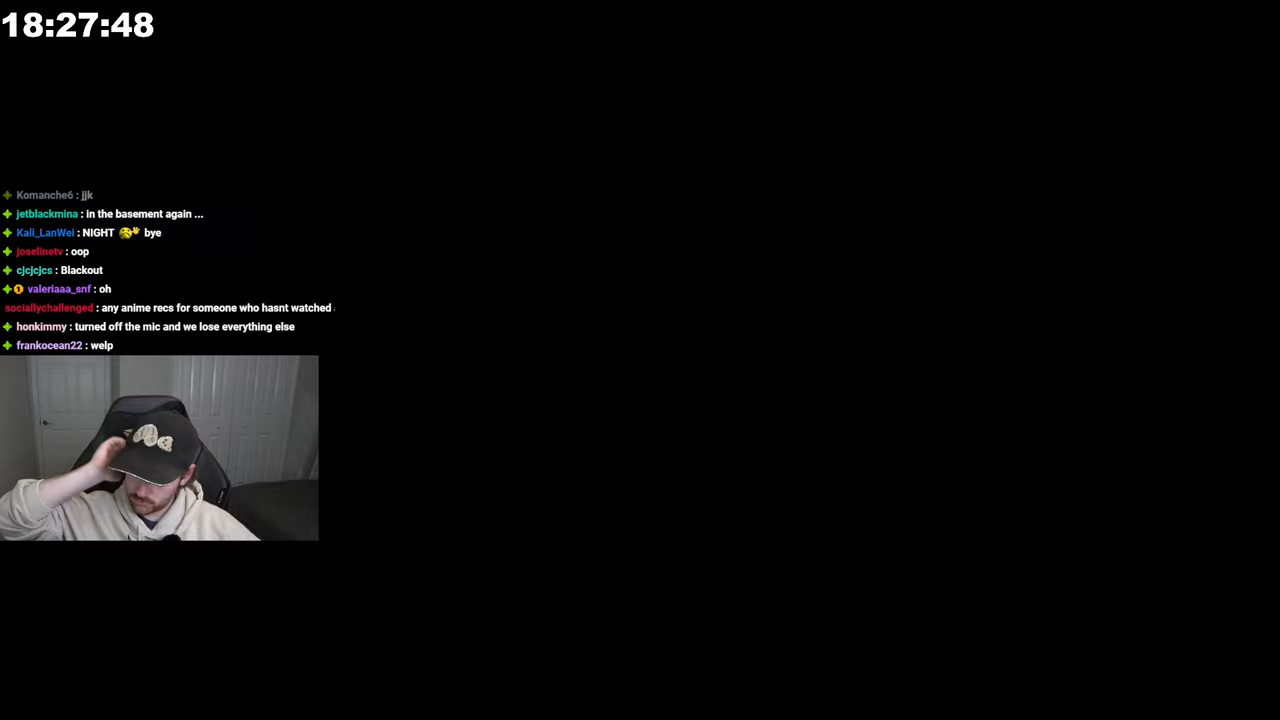 18:27:48
Komanche6 : jjk
jetblackmina : in the basement again ...
Kali_LanWei : NIGHT bye
joselinetv : oop
cjcjcjcs : Blackout
1 valeriaaa_snf : oh
sociallychallenged : any anime recs for someone who hasnt watched
honkimmy : turned off the mic and we lose everything else
frankocean22 : welp